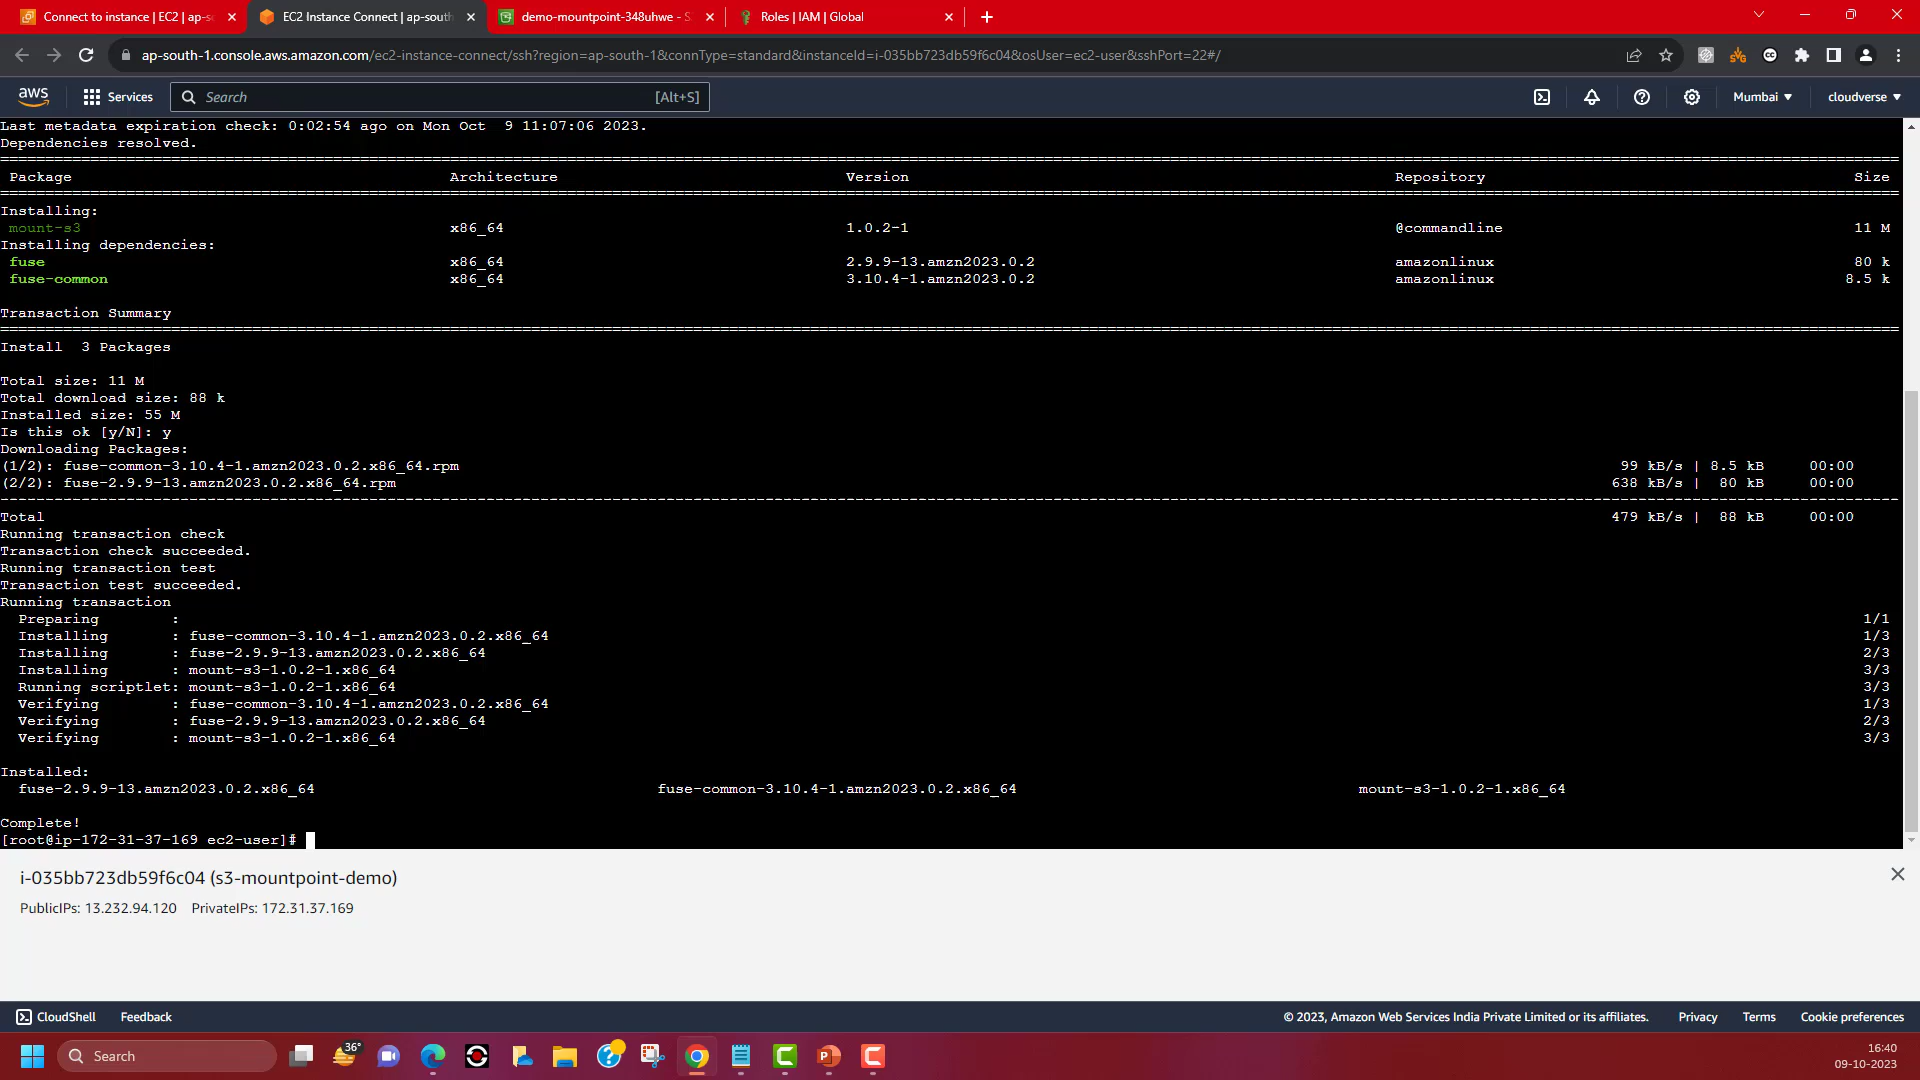 Connect to instance | EC2 | ap-s
EC2 Instance Connect | ap-south
demo-mountpoint-348uhwe - S
Roles | IAM | Global
ap-south-1.console.aws.amazon.com/ec2-instance-connect/ssh?region=ap-south-1&connType=standard&instanceId=i-035bb723db59f6c04&osUser=ec2-user&sshPort=22#/
aws Services Search [Alt+S] Mumbai cloudverse
Last metadata expiration check: 0:02:54 ago on Mon Oct  9 11:07:06 2023.
Dependencies resolved.
Package Architecture Version Repository Size
Installing:
mount-s3 x86_64 1.0.2-1 @commandline 11 M
Installing dependencies:
fuse x86_64 2.9.9-13.amzn2023.0.2 amazonlinux 80 k
fuse-common x86_64 3.10.4-1.amzn2023.0.2 amazonlinux 8.5 k
Transaction Summary
Install  3 Packages
Total size: 11 M
Total download size: 88 k
Installed size: 55 M
Is this ok [y/N]: y
Downloading Packages:
(1/2): fuse-common-3.10.4-1.amzn2023.0.2.x86_64.rpm 99 kB/s | 8.5 kB 00:00
(2/2): fuse-2.9.9-13.amzn2023.0.2.x86_64.rpm 638 kB/s | 80 kB 00:00
Total 479 kB/s | 88 kB 00:00
Running transaction check
Transaction check succeeded.
Running transaction test
Transaction test succeeded.
Running transaction
Preparing : 1/1
Installing : fuse-common-3.10.4-1.amzn2023.0.2.x86_64 1/3
Installing : fuse-2.9.9-13.amzn2023.0.2.x86_64 2/3
Installing : mount-s3-1.0.2-1.x86_64 3/3
Running scriptlet: mount-s3-1.0.2-1.x86_64 3/3
Verifying : fuse-common-3.10.4-1.amzn2023.0.2.x86_64 1/3
Verifying : fuse-2.9.9-13.amzn2023.0.2.x86_64 2/3
Verifying : mount-s3-1.0.2-1.x86_64 3/3
Installed:
fuse-2.9.9-13.amzn2023.0.2.x86_64 fuse-common-3.10.4-1.amzn2023.0.2.x86_64 mount-s3-1.0.2-1.x86_64
Complete!
[root@ip-172-31-37-169 ec2-user]#
i-035bb723db59f6c04 (s3-mountpoint-demo)
PublicIPs: 13.232.94.120 PrivateIPs: 172.31.37.169
CloudShell Feedback © 2023, Amazon Web Services India Private Limited or its affiliates. Privacy Terms Cookie preferences
Search 36° 16:40
09-10-2023